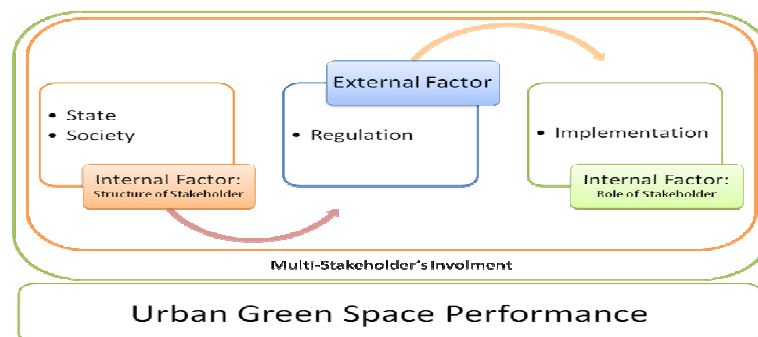 External Factor
• State
• Society
• Regulation
• Implementation
Internal Factor:
Structure of Stakeholder
Internal Factor:
Role of Stakeholder
Multi-Stakeholder's Involment
Urban Green Space Performance